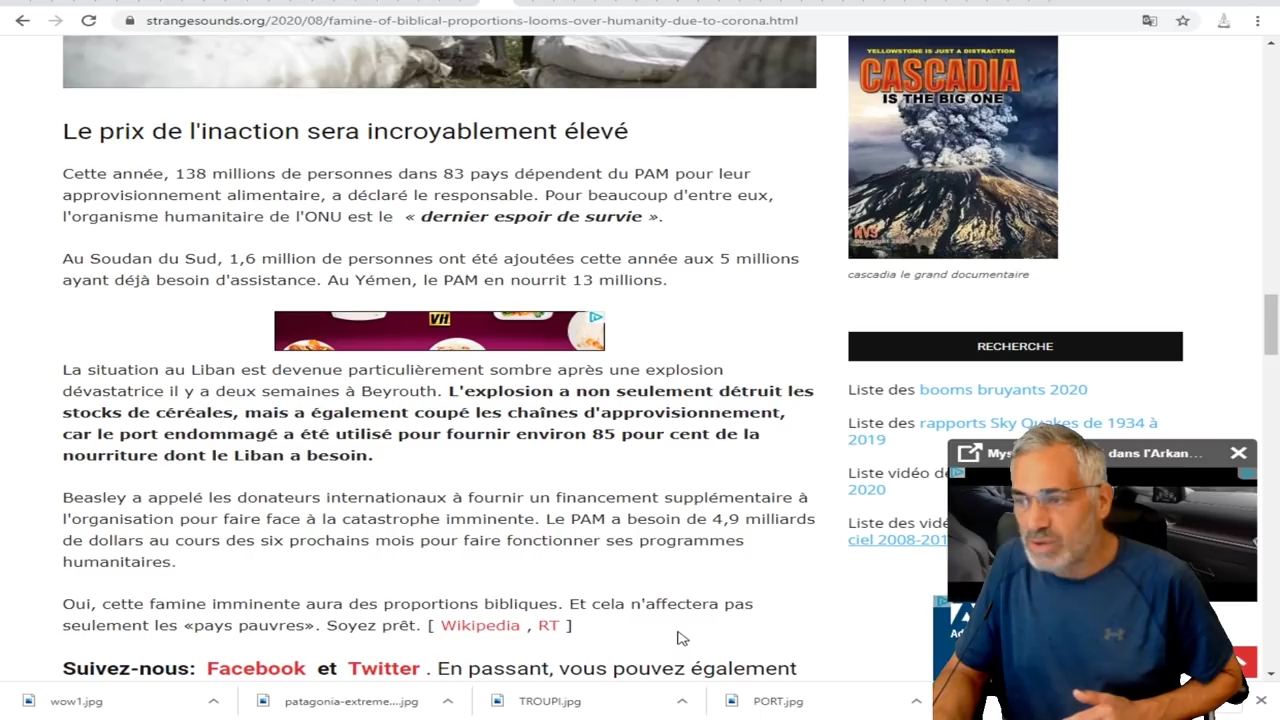 strangesounds.org/2020/08/famine-of-biblical-proportions-looms-over-humanity-due-to-corona.html
Le prix de l'inaction sera incroyablement élevé
Cette année, 138 millions de personnes dans 83 pays dépendent du PAM pour leur
approvisionnement alimentaire, a déclaré le responsable. Pour beaucoup d'entre eux,
l'organisme humanitaire de l'ONU est le « dernier espoir de survie ».
Au Soudan du Sud, 1,6 million de personnes ont été ajoutées cette année aux 5 millions
ayant déjà besoin d'assistance. Au Yémen, le PAM en nourrit 13 millions.
VH
La situation au Liban est devenue particulièrement sombre après une explosion
dévastatrice il y a deux semaines à Beyrouth. L'explosion a non seulement détruit les
stocks de céréales, mais a également coupé les chaînes d'approvisionnement,
car le port endommagé a été utilisé pour fournir environ 85 pour cent de la
nourriture dont le Liban a besoin.
Beasley a appelé les donateurs internationaux à fournir un financement supplémentaire à
l'organisation pour faire face à la catastrophe imminente. Le PAM a besoin de 4,9 milliards
de dollars au cours des six prochains mois pour faire fonctionner ses programmes
humanitaires.
Oui, cette famine imminente aura des proportions bibliques. Et cela n'affectera pas
seulement les «pays pauvres». Soyez prêt. [ Wikipedia , RT ]
Suivez-nous: Facebook et Twitter . En passant, vous pouvez également
YELLOWSTONE IS JUST A DISTRACTION
CASCADIA
IS THE BIG ONE
cascadia le grand documentaire
RECHERCHE
Liste des booms bruyants 2020
Liste des rapports Sky Quakes de 1934 à
2019
Liste vidéo
2020
Liste des
ciel
dans l'Arkan...
wow1.jpg
patagonia-extreme....jpg
TROUPI.jpg
PORT.jpg